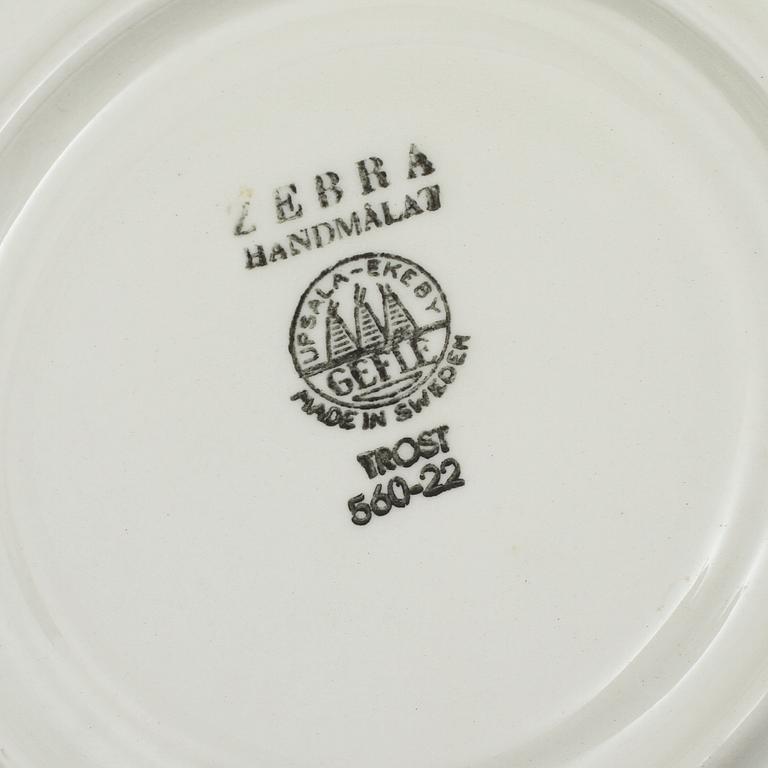 ZEBRA
HANDMÅLAT
UPSALA-EKEBY
GEFLE
MADE IN SWEDEN
TROST
560-22